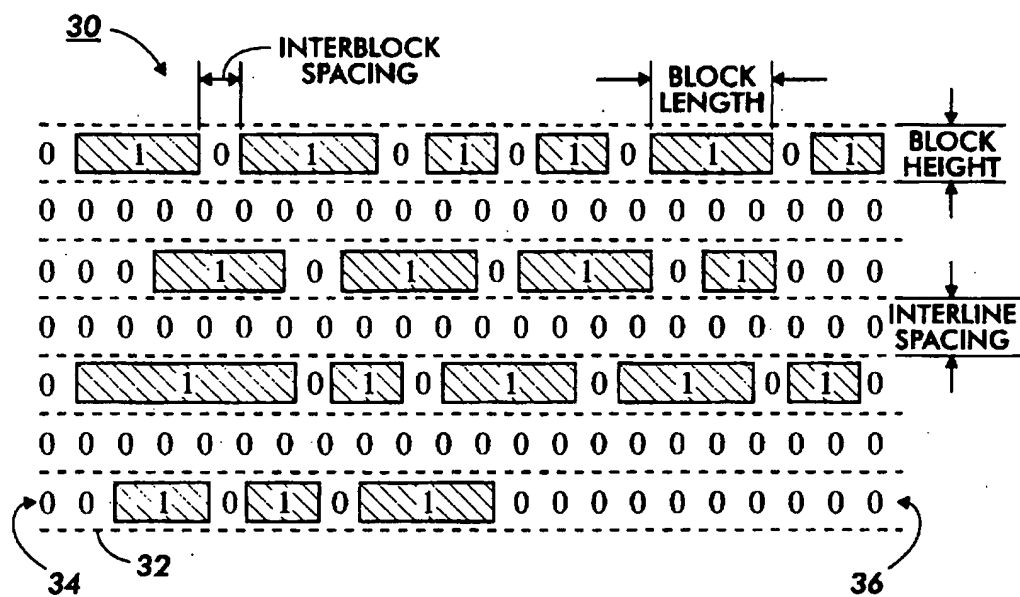 30
INTERBLOCK
SPACING
BLOCK
LENGTH
0 1 0 1 0 1 0 1 0 1 0 1
BLOCK
HEIGHT
0 0 0 0 0 0 0 0 0 0 0 0 0 0 0 0 0 0 0 0 0 0
0 0 0 1 0 1 0 1 0 1 0 0 0
0 0 0 0 0 0 0 0 0 0 0 0 0 0 0 0 0 0 0 0 0 0
INTERLINE
SPACING
0 1 0 1 0 1 0 1 0 1 0
0 0 0 0 0 0 0 0 0 0 0 0 0 0 0 0 0 0 0 0 0 0
0 0 1 0 1 0 1 0 0 0 0 0 0 0 0 0 0
34
32
36